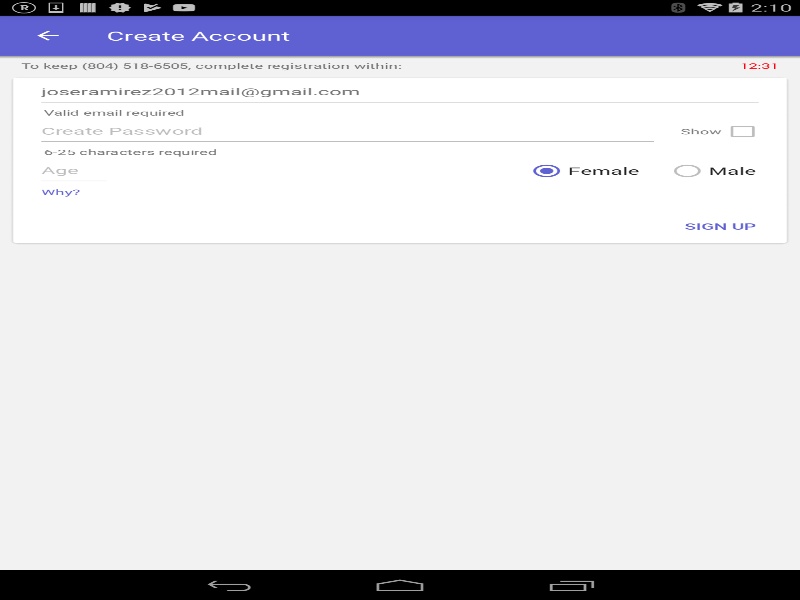 2:10
Create Account
To keep (804) 518-6505, complete registration within: 12:31
joseramirez2012mail@gmail.com
Valid email required
Create Password Show
6-25 characters required
Age Female Male
Why?
SIGN UP